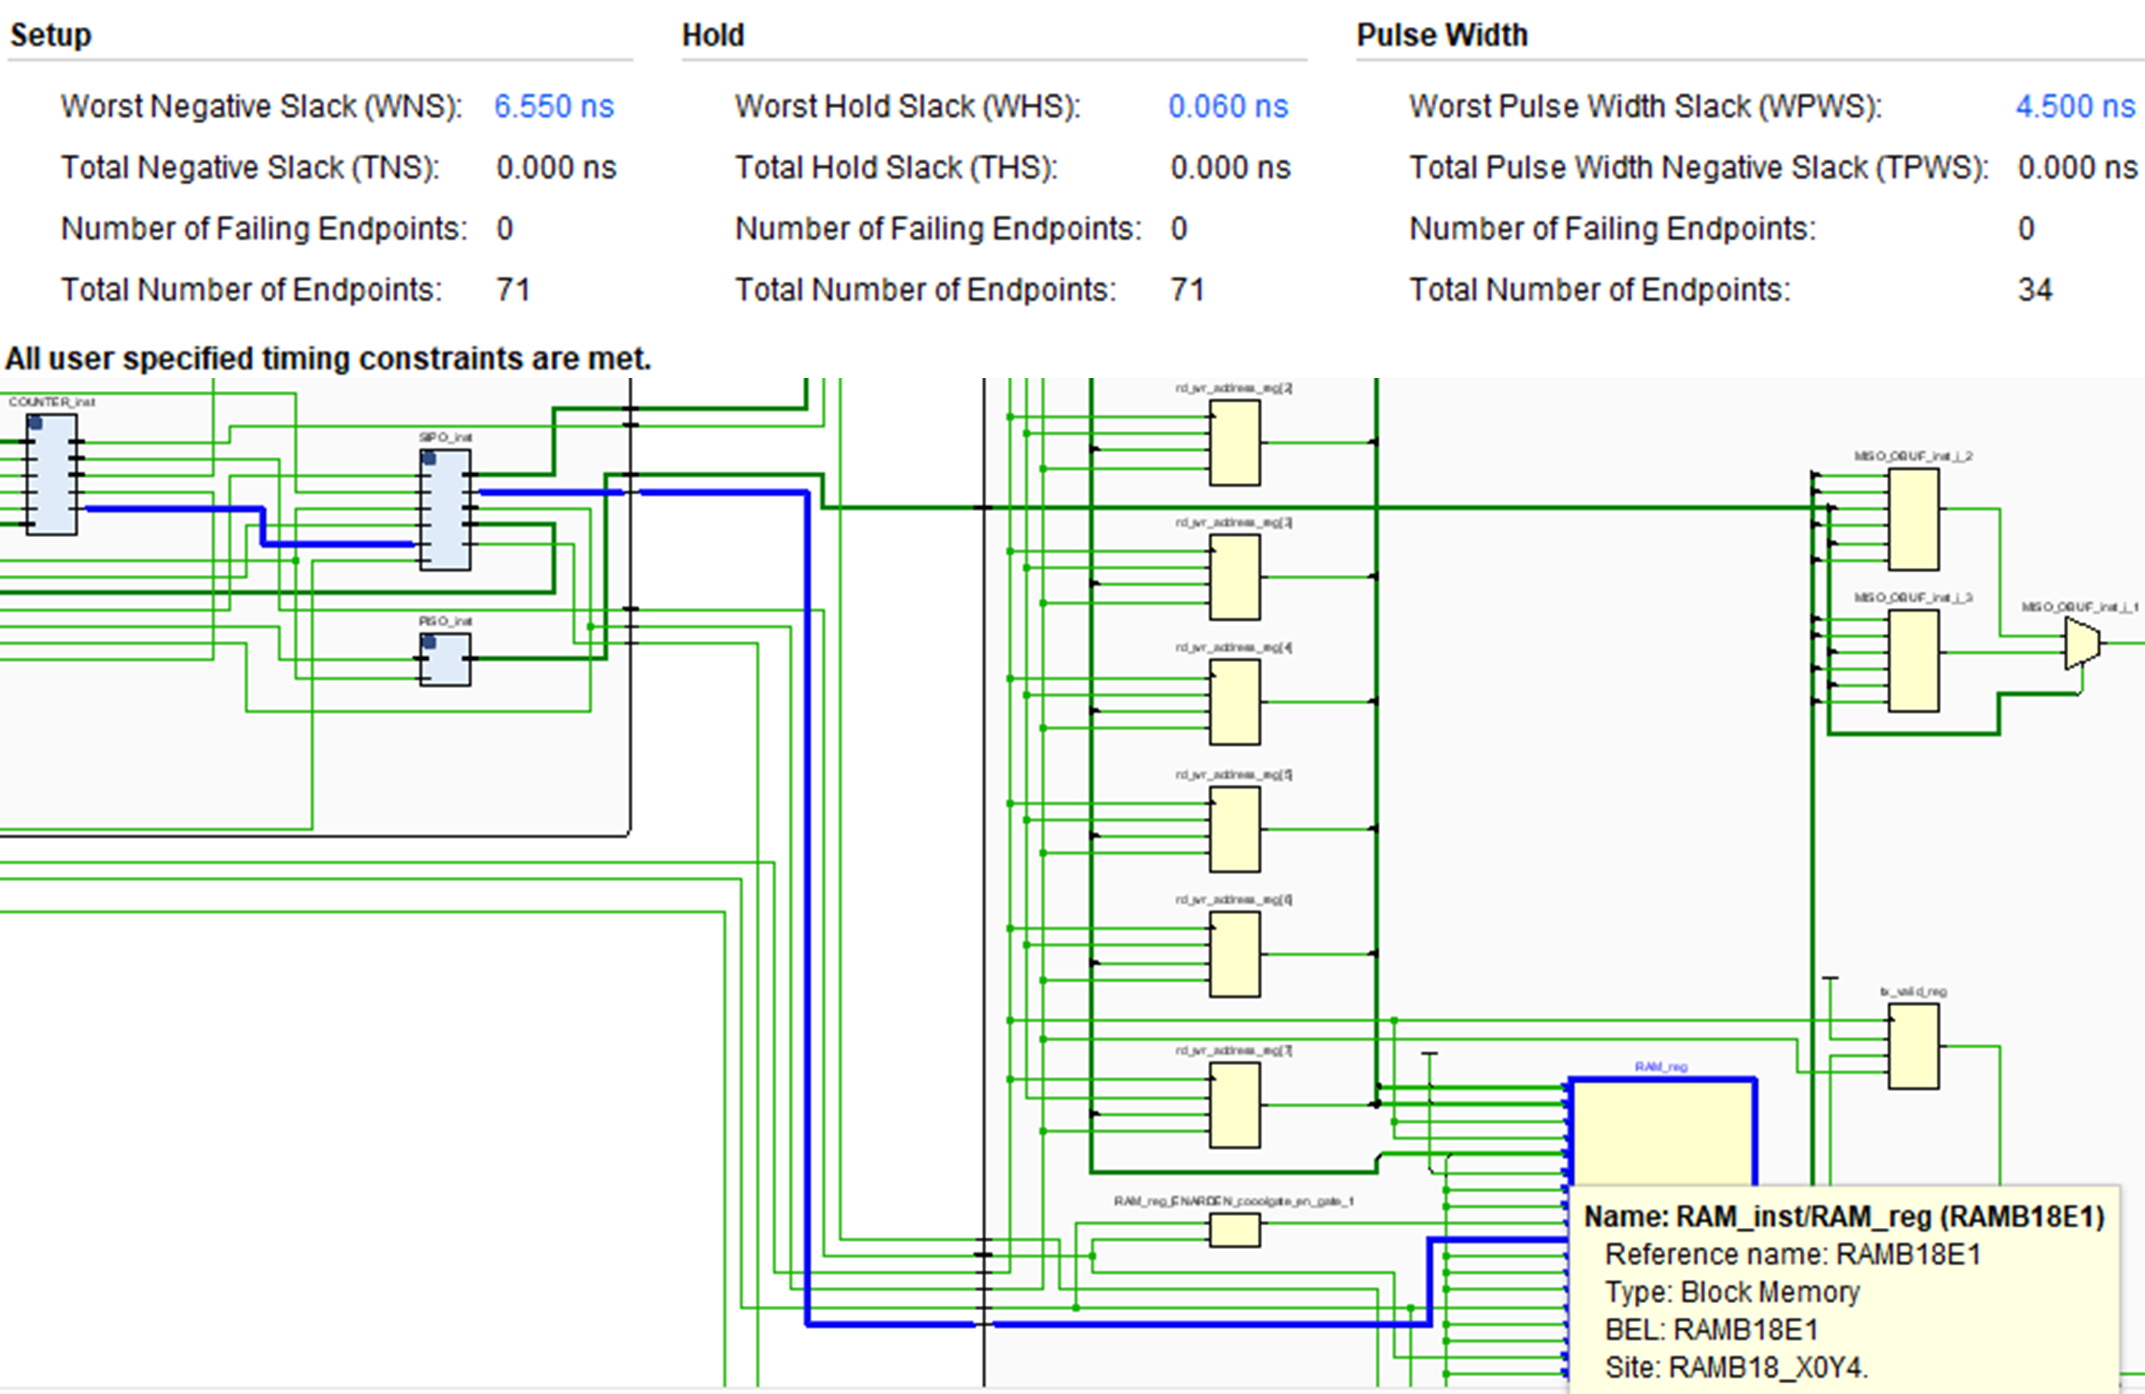 Setup
Worst Negative Slack (WNS): 6.550 ns
Total Negative Slack (TNS): 0.000 ns
Number of Failing Endpoints: 0
Total Number of Endpoints: 71
Hold
Worst Hold Slack (WHS): 0.060 ns
Total Hold Slack (THS): 0.000 ns
Number of Failing Endpoints: 0
Total Number of Endpoints: 71
Pulse Width
Worst Pulse Width Slack (WPWS): 4.500 ns
Total Pulse Width Negative Slack (TPWS): 0.000 ns
Number of Failing Endpoints: 0
Total Number of Endpoints: 34
All user specified timing constraints are met.
COUNTER_inst
SIPO_inst
PISO_inst
rd_wr_address_reg[2]
rd_wr_address_reg[3]
rd_wr_address_reg[4]
rd_wr_address_reg[5]
rd_wr_address_reg[6]
rd_wr_address_reg[7]
RAM_reg_ENARDEN_cooolgate_en_gate_1
MISO_OBUF_inst_i_2
MISO_OBUF_inst_i_3
MISO_OBUF_inst_i_1
tx_valid_reg
RAM_reg
Name: RAM_inst/RAM_reg (RAMB18E1)
Reference name: RAMB18E1
Type: Block Memory
BEL: RAMB18E1
Site: RAMB18_X0Y4.